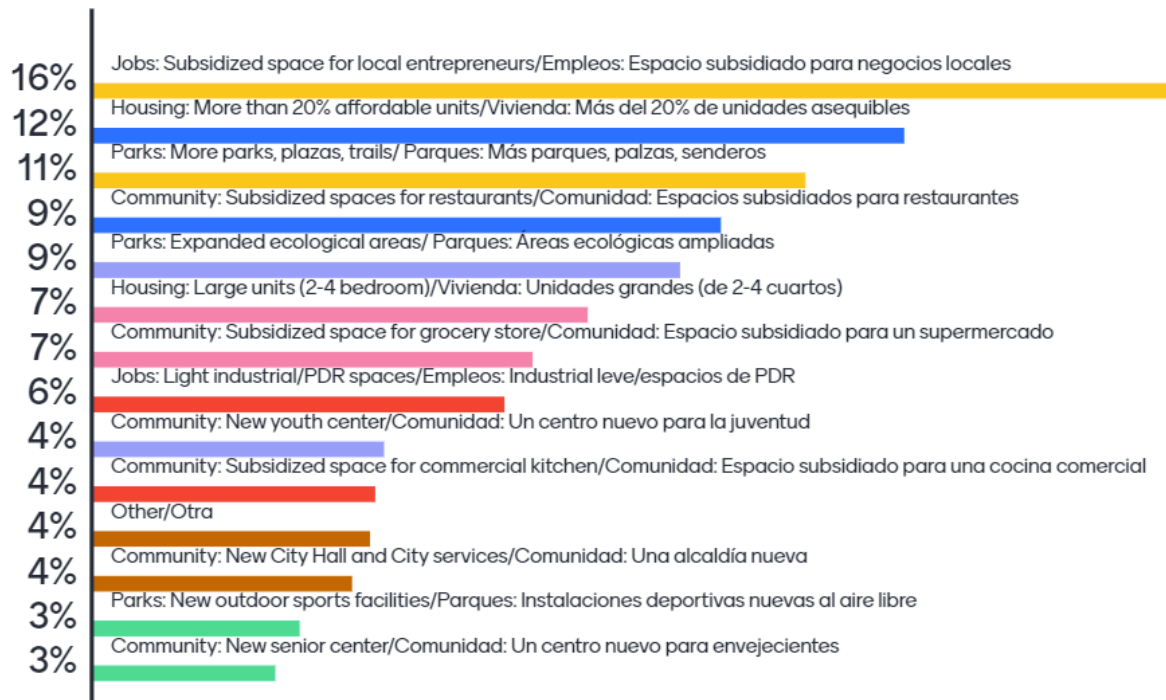 Jobs: Subsidized space for local entrepreneurs/Empleos: Espacio subsidiado para negocios locales
16%
Housing: More than 20% affordable units/Vivienda: Más del 20% de unidades asequibles
12%
Parks: More parks, plazas, trails/ Parques: Más parques, palzas, senderos
11%
Community: Subsidized spaces for restaurants/Comunidad: Espacios subsidiados para restaurantes
9%
Parks: Expanded ecological areas/ Parques: Áreas ecológicas ampliadas
9%
Housing: Large units (2-4 bedroom)/Vivienda: Unidades grandes (de 2-4 cuartos)
7%
Community: Subsidized space for grocery store/Comunidad: Espacio subsidiado para un supermercado
7%
Jobs: Light industrial/PDR spaces/Empleos: Industrial leve/espacios de PDR
6%
Community: New youth center/Comunidad: Un centro nuevo para la juventud
4%
Community: Subsidized space for commercial kitchen/Comunidad: Espacio subsidiado para una cocina comercial
4%
Other/Otra
4%
Community: New City Hall and City services/Comunidad: Una alcaldía nueva
4%
Parks: New outdoor sports facilities/Parques: Instalaciones deportivas nuevas al aire libre
3%
Community: New senior center/Comunidad: Un centro nuevo para envejecientes
3%